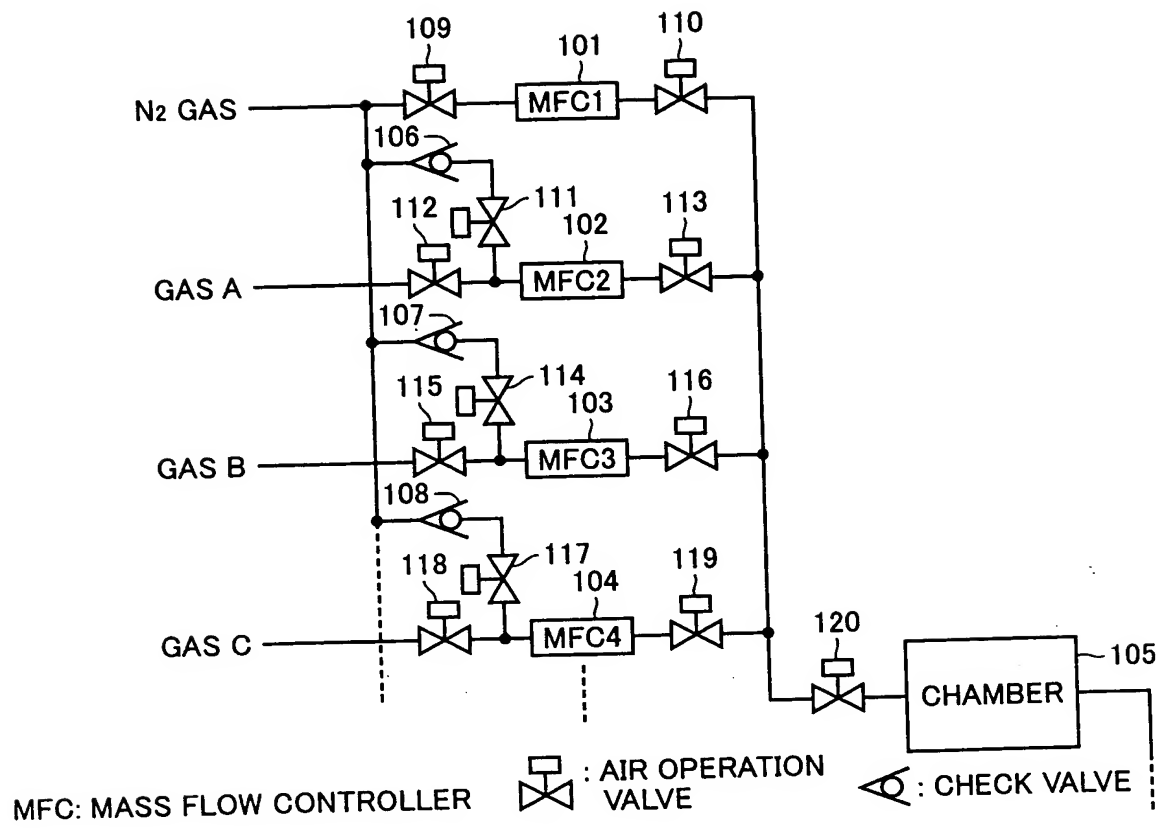 109
110
101
N2 GAS
MFC1
106
111
112
113
102
GAS A
MFC2
107
114
115
116
103
GAS B
MFC3
108
117
118
119
104
GAS C
MFC4
120
105
CHAMBER
MFC: MASS FLOW CONTROLLER
: AIR OPERATION
VALVE
: CHECK VALVE